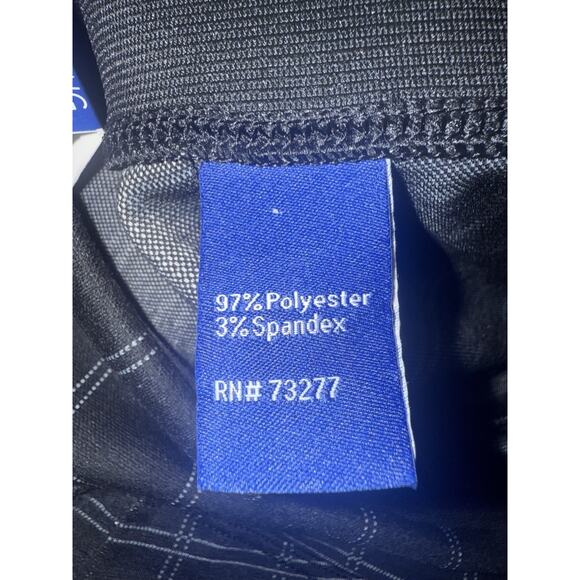 97%Polyester
3%Spandex
RN# 73277